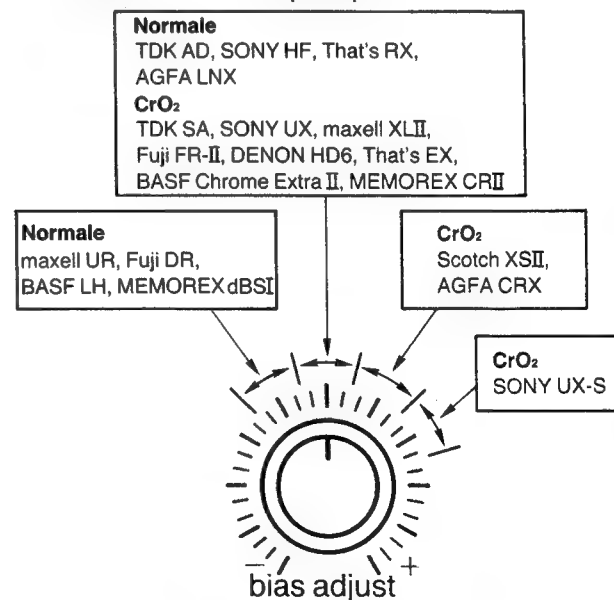 Normale
TDK AD, SONY HF, That's RX,
AGFA LNX
CrO₂
TDK SA, SONY UX, maxell XLⅡ,
Fuji FR-Ⅱ, DENON HD6, That's EX,
BASF Chrome Extra Ⅱ, MEMOREX CRⅡ
Normale
maxell UR, Fuji DR,
BASF LH, MEMOREX dBSⅠ
CrO₂
Scotch XSⅡ,
AGFA CRX
CrO₂
SONY UX-S
− +
bias adjust